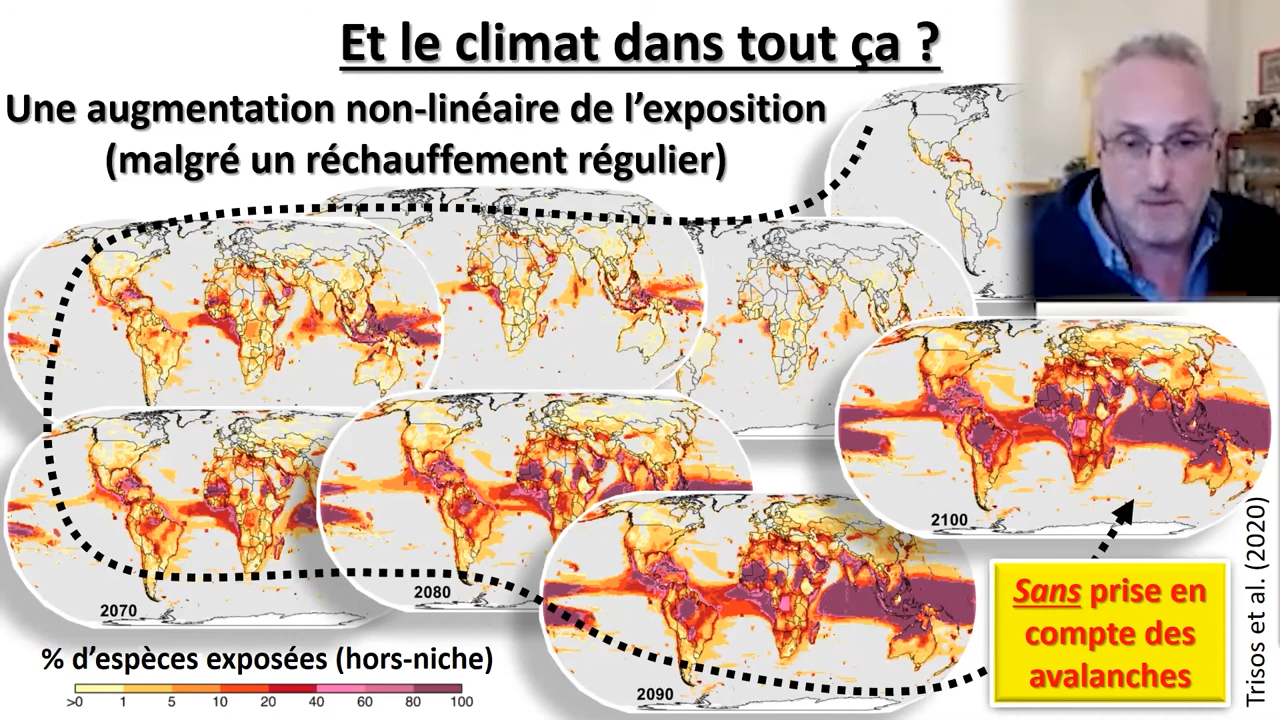 Et le climat dans tout ça ?
Une augmentation non-linéaire de l’exposition
(malgré un réchauffement régulier)
2070
2080
2090
2100
Sans prise en
compte des
avalanches
Trisos et al. (2020)
% d’espèces exposées (hors-niche)
>0 1 5 10 20 40 60 80 100